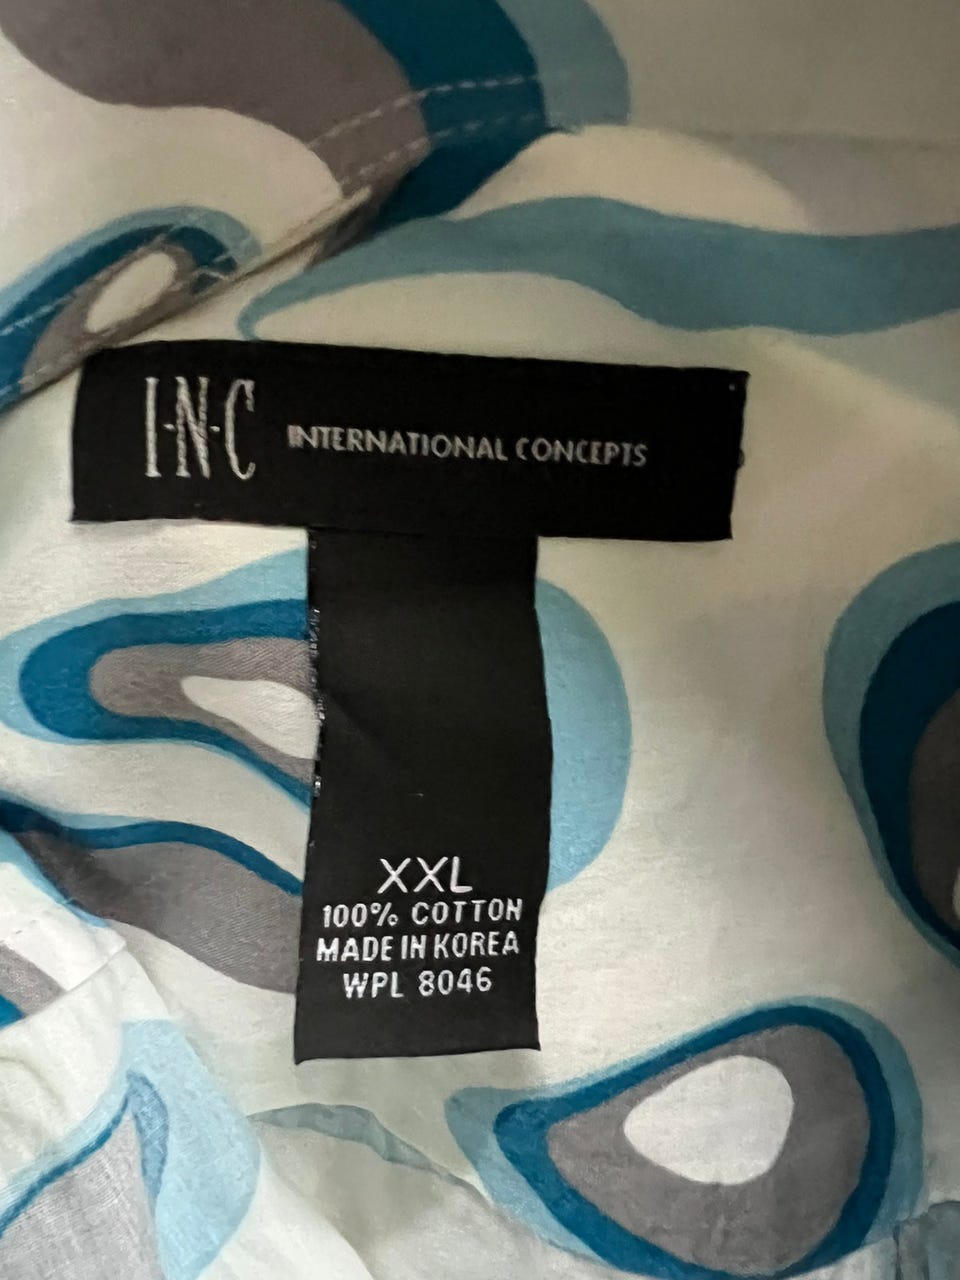 I·N·C INTERNATIONAL CONCEPTS
XXL
100% COTTON
MADE IN KOREA
WPL 8046